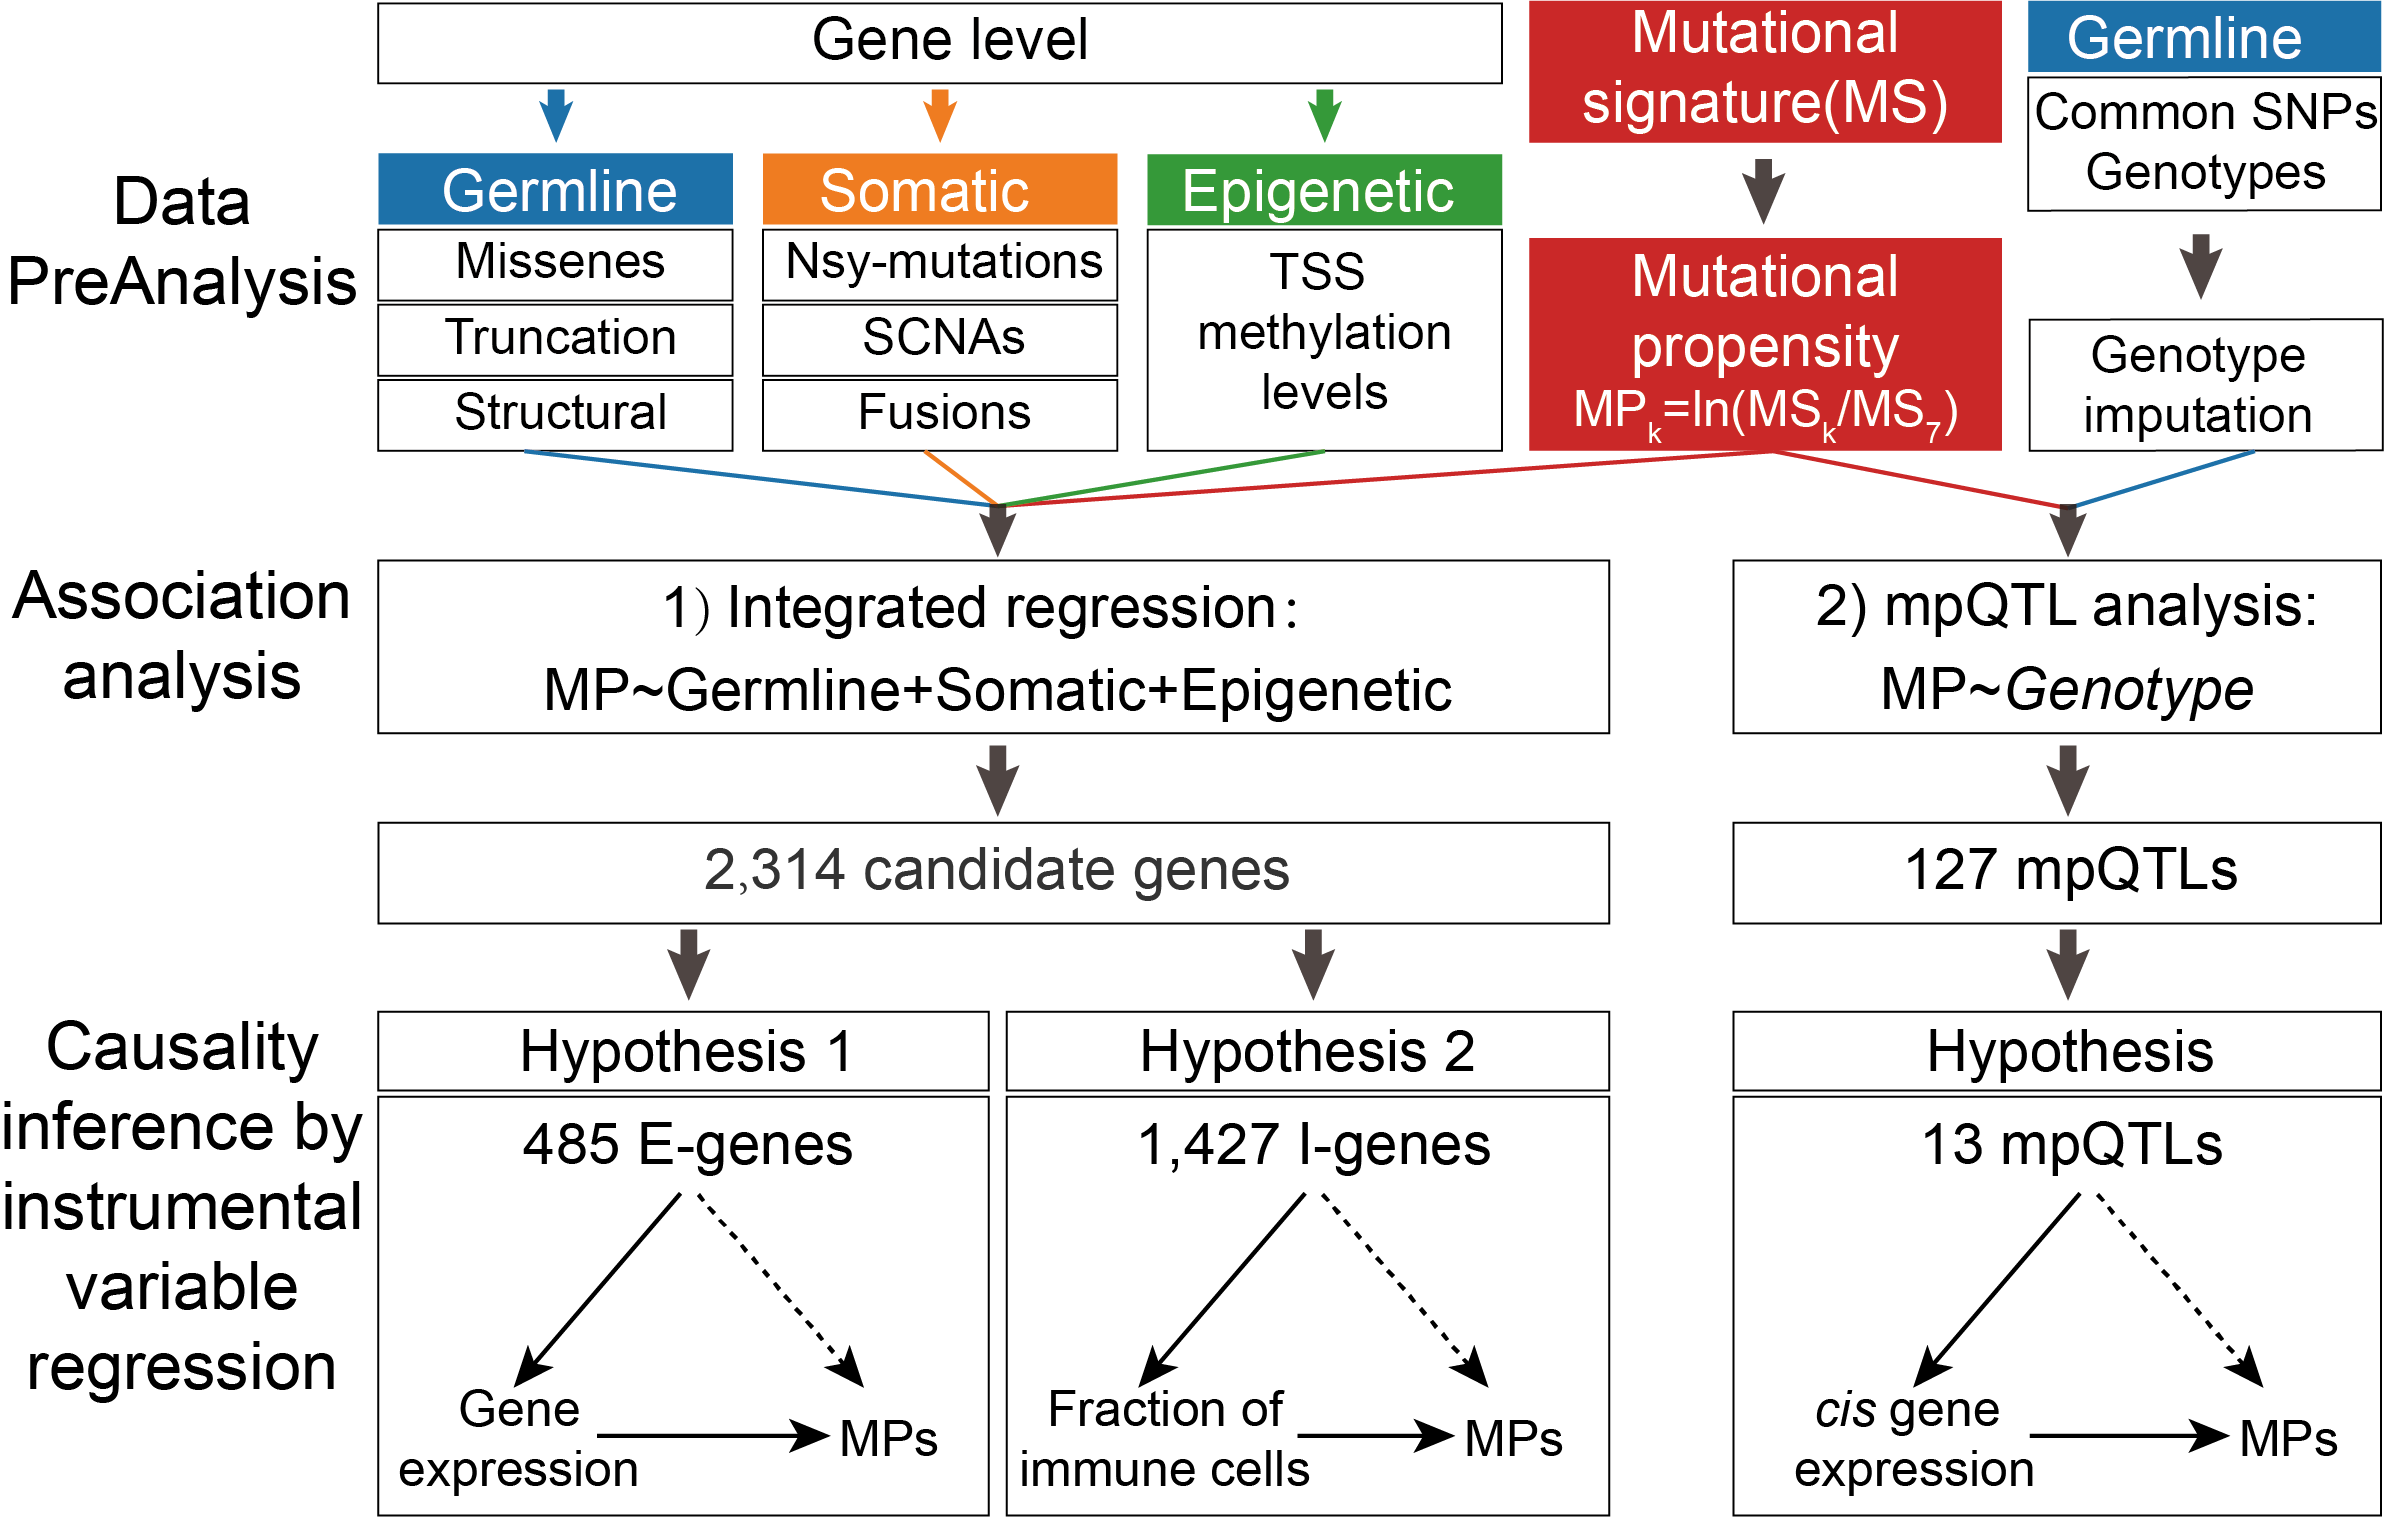 Gene level
Mutational
signature(MS)
Germline
Common SNPs
Genotypes
Data
PreAnalysis
Germline
Missenes
Truncation
Structural
Somatic
Nsy-mutations
SCNAs
Fusions
Epigenetic
TSS
methylation
levels
Mutational
propensity
MPk=ln(MSk/MS7)
Genotype
imputation
Association
analysis
1) Integrated regression:
MP~Germline+Somatic+Epigenetic
2) mpQTL analysis:
MP~Genotype
2,314 candidate genes
127 mpQTLs
Causality
inference by
instrumental
variable
regression
Hypothesis 1
485 E-genes
Gene
expression
MPs
Hypothesis 2
1,427 I-genes
Fraction of
immune cells
MPs
Hypothesis
13 mpQTLs
cis gene
expression
MPs